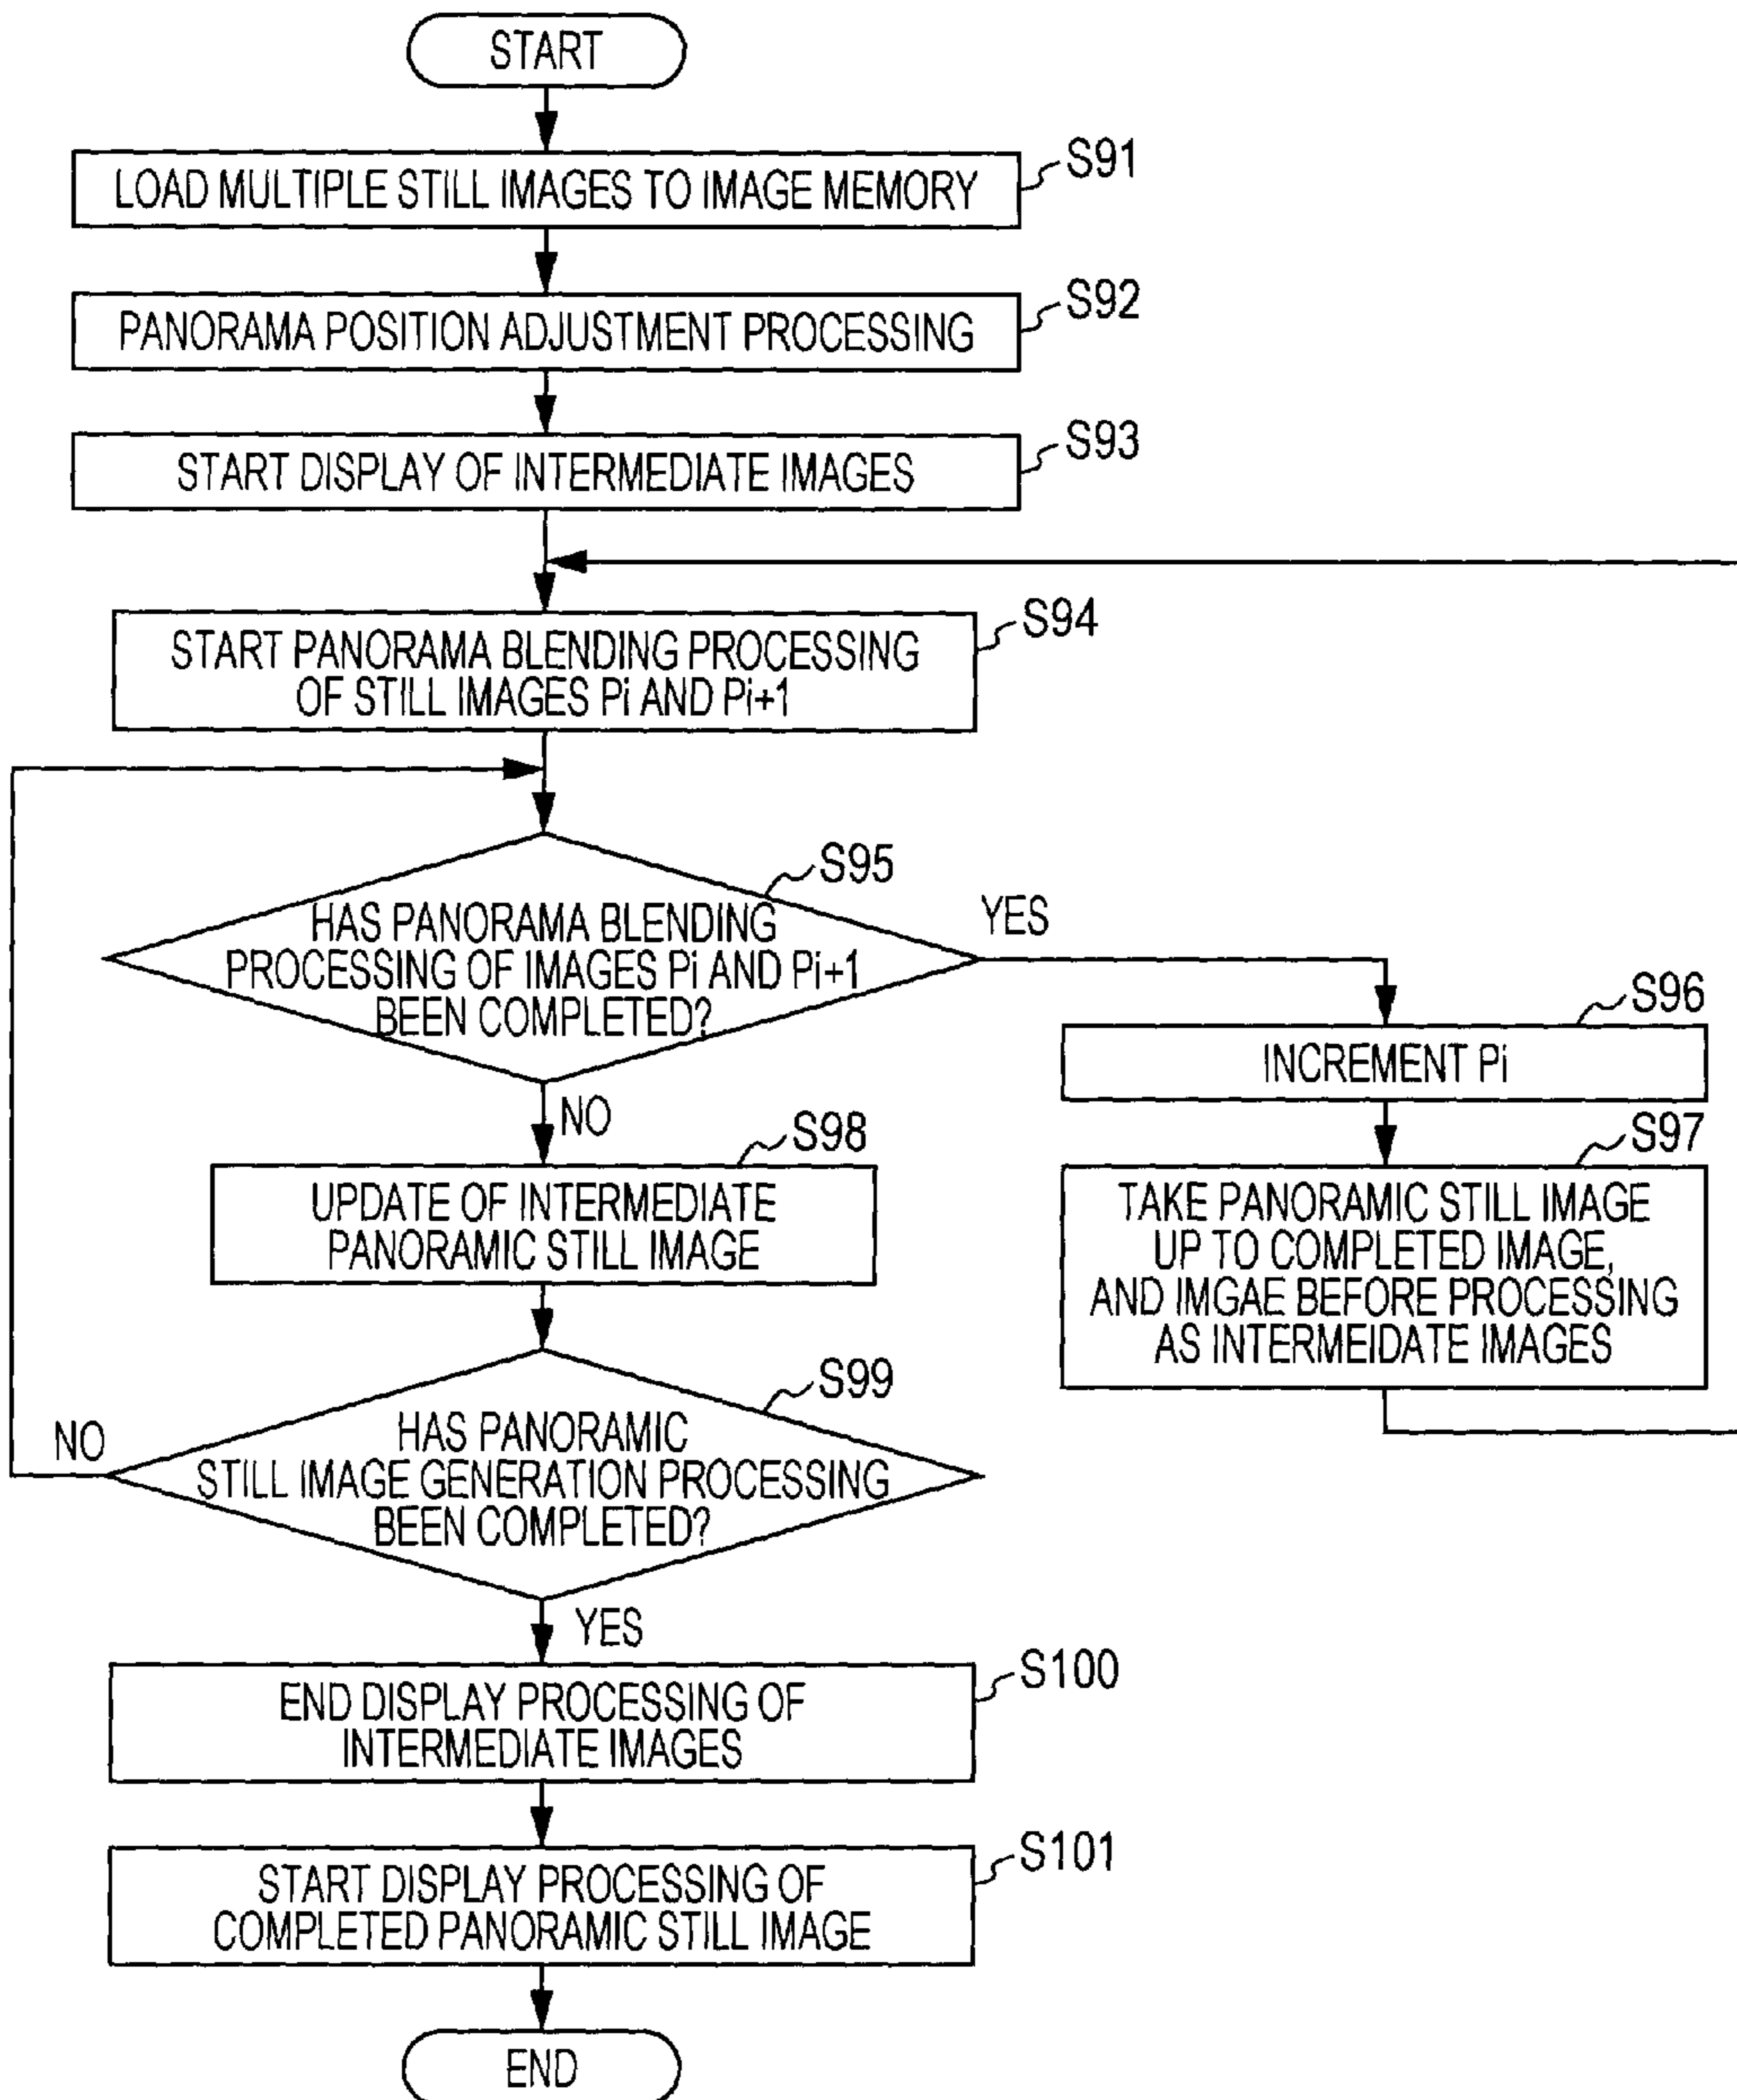 START
LOAD MULTIPLE STILL IMAGES TO IMAGE MEMORY
S91
PANORAMA POSITION ADJUSTMENT PROCESSING
S92
START DISPLAY OF INTERMEDIATE IMAGES
S93
START PANORAMA BLENDING PROCESSING
OF STILL IMAGES Pi AND Pi+1
S94
S95
HAS PANORAMA BLENDING
PROCESSING OF IMAGES Pi AND Pi+1
BEEN COMPLETED?
YES
S96
INCREMENT Pi
NO
S98
UPDATE OF INTERMEDIATE
PANORAMIC STILL IMAGE
S97
TAKE PANORAMIC STILL IMAGE
UP TO COMPLETED IMAGE,
AND IMGAE BEFORE PROCESSING
AS INTERMEIDATE IMAGES
S99
HAS PANORAMIC
STILL IMAGE GENERATION PROCESSING
BEEN COMPLETED?
NO
YES
END DISPLAY PROCESSING OF
INTERMEDIATE IMAGES
S100
START DISPLAY PROCESSING OF
COMPLETED PANORAMIC STILL IMAGE
S101
END